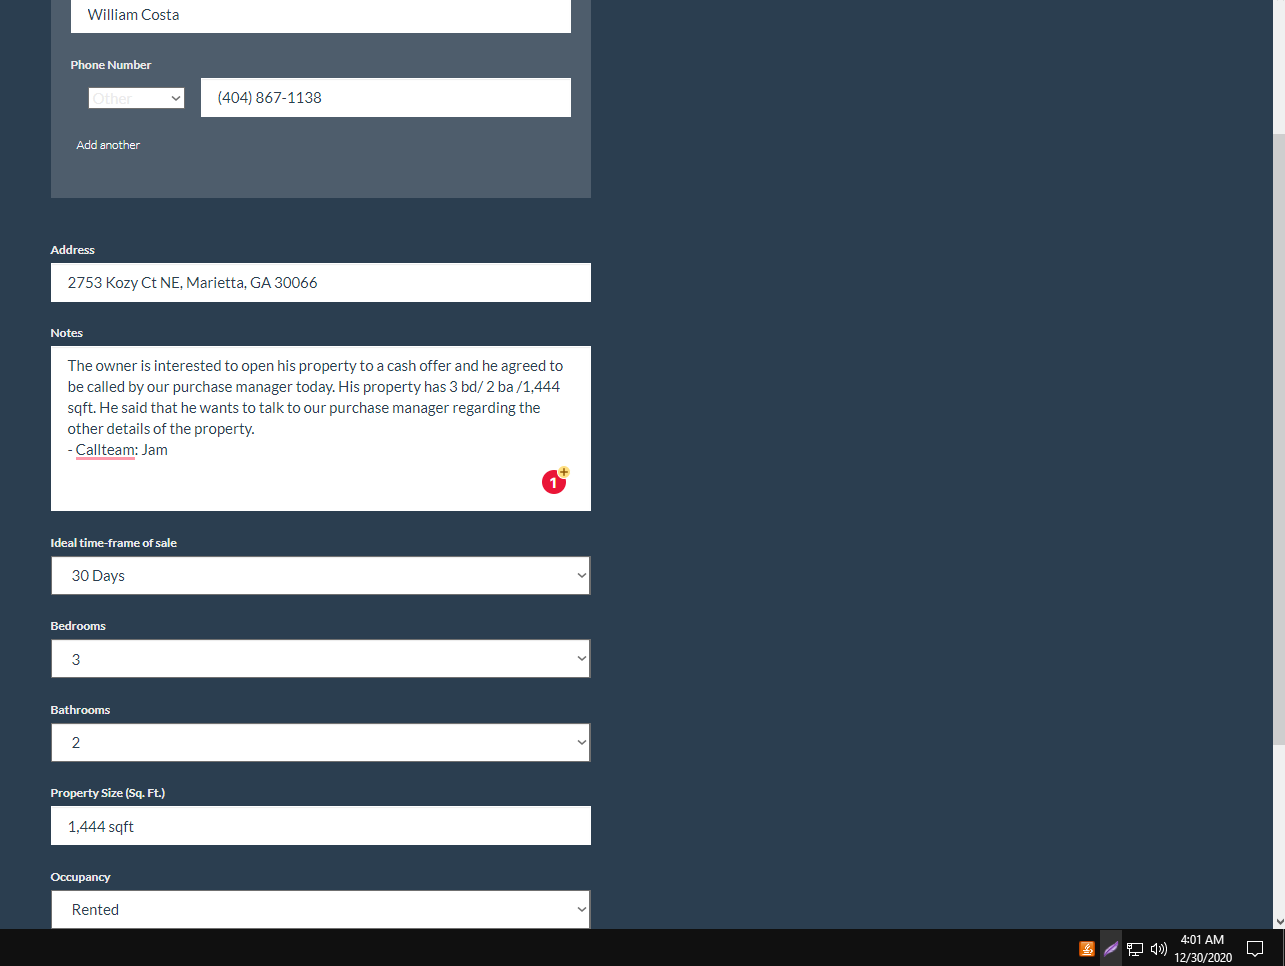 William Costa
Phone Number
Other
(404) 867-1138
Add another
Address
2753 Kozy Ct NE, Marietta, GA 30066
Notes
The owner is interested to open his property to a cash offer and he agreed to
be called by our purchase manager today. His property has 3 bd/ 2 ba /1,444
sqft. He said that he wants to talk to our purchase manager regarding the
other details of the property.
- Callteam: Jam
1
Ideal time-frame of sale
30 Days
Bedrooms
3
Bathrooms
2
Property Size (Sq. Ft.)
1,444 sqft
Occupancy
Rented
4:01 AM
12/30/2020